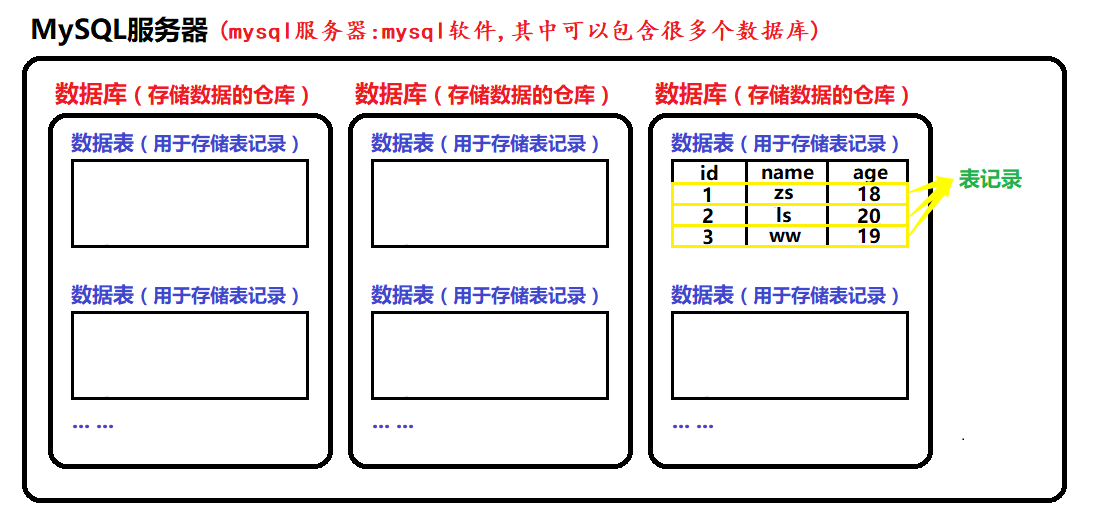 MySQL服务器 (mysql服务器:mysql软件,其中可以包含很多个数据库)
数据库（存储数据的仓库） 数据库（存储数据的仓库） 数据库（存储数据的仓库）
数据表（用于存储表记录） 数据表（用于存储表记录） 数据表（用于存储表记录）
id name age
表记录
1 zs 18
2 ls 20
3 ww 19
数据表（用于存储表记录） 数据表（用于存储表记录） 数据表（用于存储表记录）
... ... ... ... ... ...